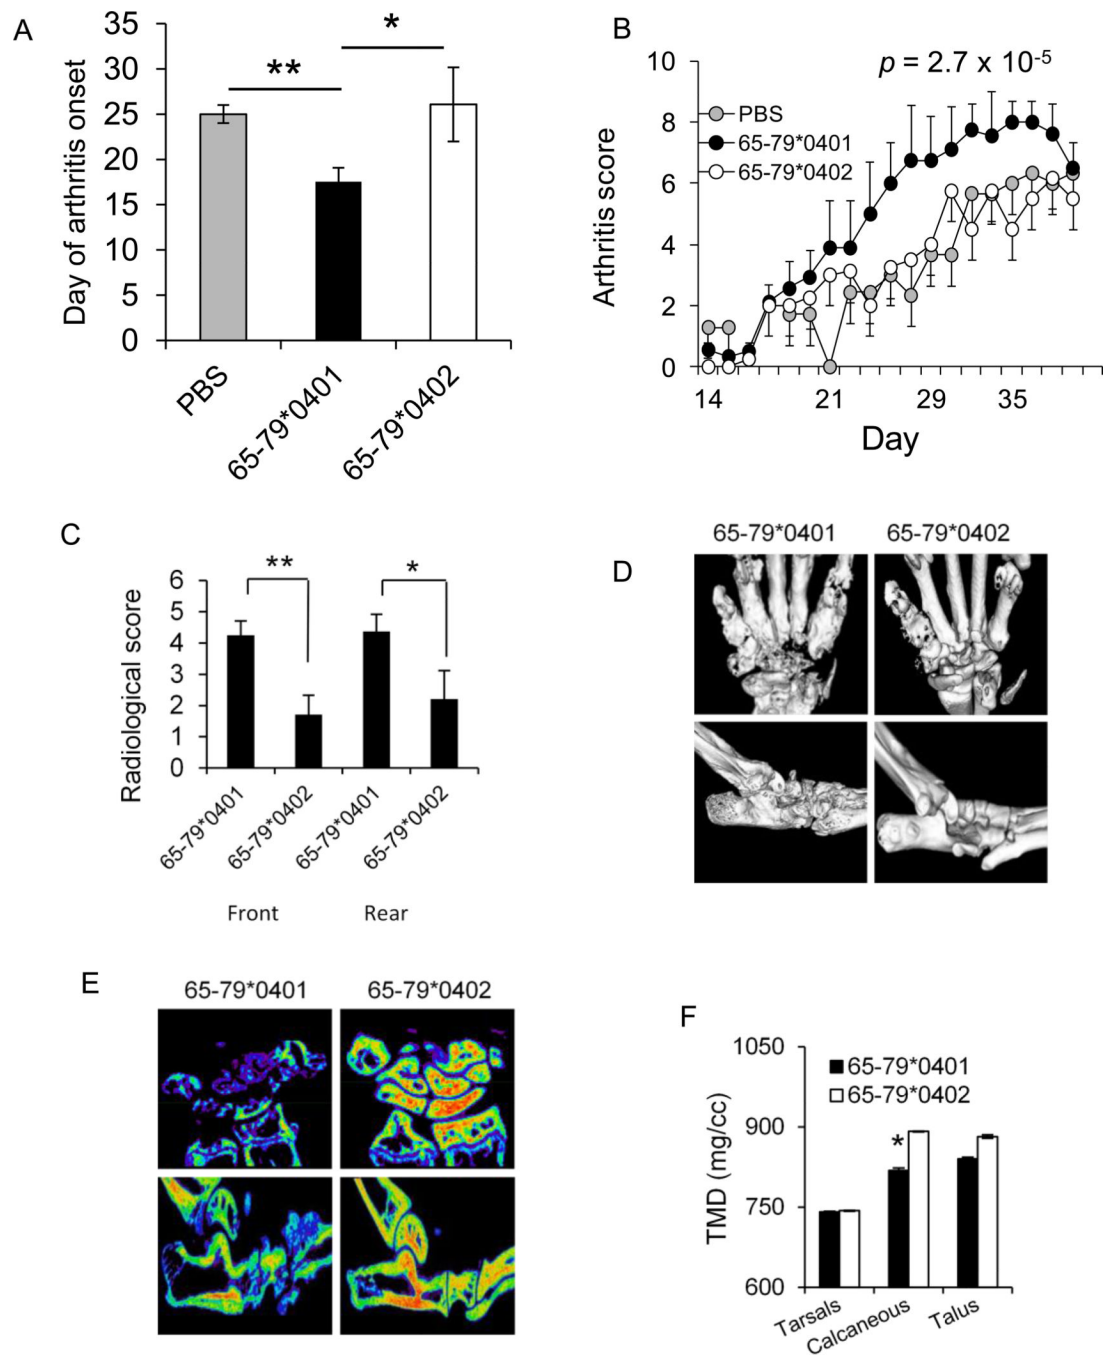 A
35
30
25
20
15
10
5
0
Day of arthritis onset
**
*
PBS
65-79*0401
65-79*0402
B
p = 2.7 x 10-5
10
8
6
4
2
0
Arthritis score
PBS
65-79*0401
65-79*0402
14 21 29 35
Day
C
6
5
4
3
2
1
0
Radiological score
**
*
65-79*0401
65-79*0402
65-79*0401
65-79*0402
Front Rear
D
65-79*0401 65-79*0402
E
65-79*0401 65-79*0402
F
1050
900
750
600
TMD (mg/cc)
65-79*0401
65-79*0402
*
Tarsals
Calcaneous
Talus